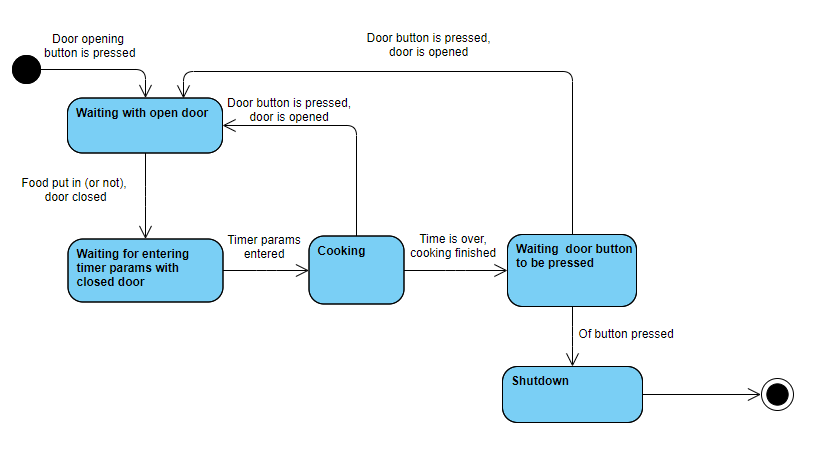 Door opening
button is pressed
Door button is pressed,
door is opened
Waiting with open door
Door button is pressed,
door is opened
Food put in (or not),
door closed
Waiting for entering
timer params with
closed door
Timer params
entered
Cooking
Time is over,
cooking finished
Waiting  door button
to be pressed
Of button pressed
Shutdown